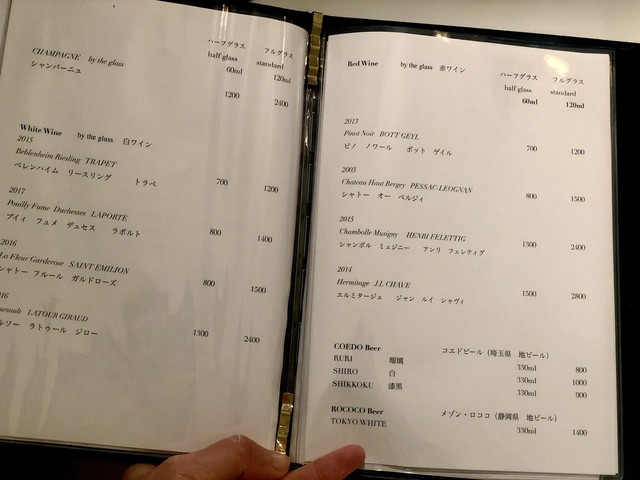 CHAMPAGNE by the glass ハーフグラス フルグラス
シャンパーニュ half glass standard
60ml 120ml
1200 2400
White Wine by the glass 白ワイン
2015
Beblenheim Riesling TRAPET
ベレンハイム リースリング トラペ 700 1200
2017
Pouilly Fume Duchesses LAPORTE
プイィ フュメ デュセス ラポルト 800 1400
2016
La Fleur Garderose SAINT EMILION
シャトー フルール ガルドローズ 800 1500
LATOUR GIRAUD
ラトゥール ジロー 1300 2400
Red Wine by the glass 赤ワイン ハーフグラス フルグラス
half glass standard
60ml 120ml
2013
Pinot Noir BOTT GEYL
ピノ ノワール ボット ゲイル 700 1200
2003
Chateau Haut Bergey PESSAC-LEOGNAN
シャトー オー ベルジィ 800 1500
2015
Chambolle Musigny HENRI FELETTIG
シャンボル ミュジニー アンリ フェレティグ 1300 2400
2014
Hermitage J.L CHAVE
エルミタージュ ジャン ルイ シャヴィ 1500 2800
COEDO Beer コエドビール（埼玉県 地ビール）
RURI 瑠璃 330ml 800
SHIRO 白 330ml 1000
SHIKKOKU 漆黒 330ml 900
ROCOCO Beer メゾン・ロココ（静岡県 地ビール）
TOKYO WHITE 330ml 1400